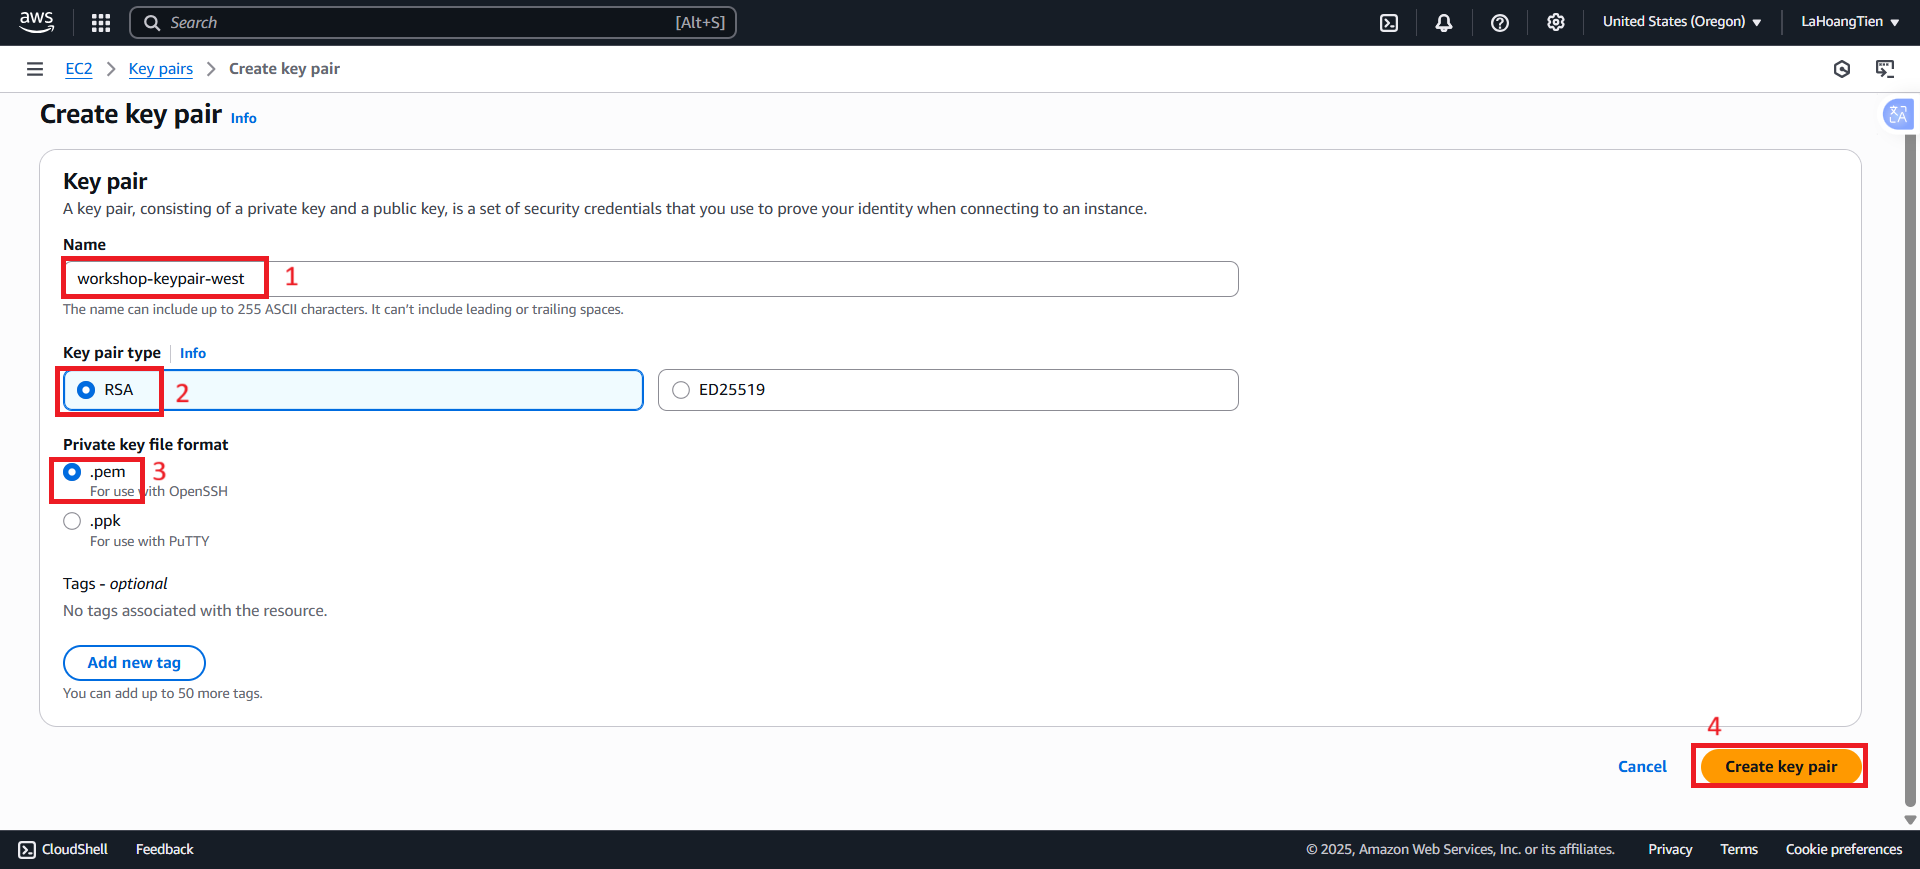 aws
Search [Alt+S]
United States (Oregon)
LaHoangTien
EC2 > Key pairs > Create key pair
Create key pair Info
Key pair
A key pair, consisting of a private key and a public key, is a set of security credentials that you use to prove your identity when connecting to an instance.
Name
workshop-keypair-west 1
The name can include up to 255 ASCII characters. It can't include leading or trailing spaces.
Key pair type Info
RSA 2
ED25519
Private key file format
.pem 3
For use with OpenSSH
.ppk
For use with PuTTY
Tags - optional
No tags associated with the resource.
Add new tag
You can add up to 50 more tags.
4
Cancel Create key pair
CloudShell Feedback © 2025, Amazon Web Services, Inc. or its affiliates. Privacy Terms Cookie preferences